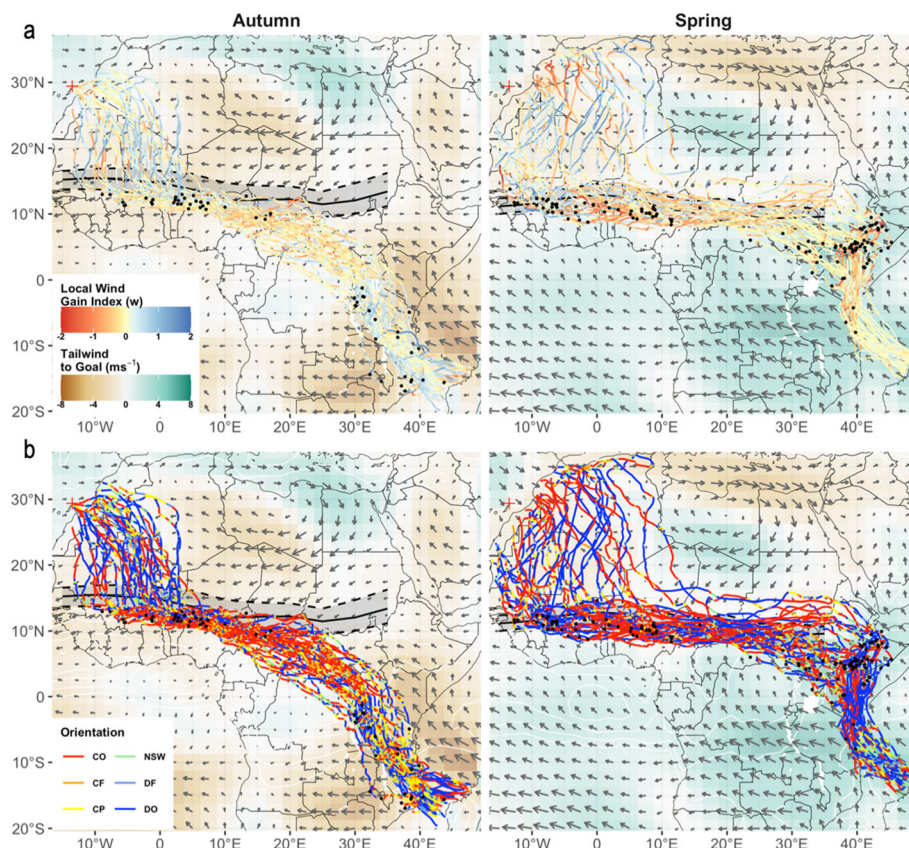 Autumn Spring
a
30°N
20°N
10°N
0
10°S
20°S
Local Wind
Gain Index (w)
-2 -1 0 1 2
Tailwind
to Goal (ms⁻¹)
-8 -4 0 4 8
10°W 0 10°E 20°E 30°E 40°E 10°W 0 10°E 20°E 30°E 40°E
b
30°N
20°N
10°N
0
10°S
20°S
Orientation
CO NSW
CF DF
CP DO
10°W 0 10°E 20°E 30°E 40°E 10°W 0 10°E 20°E 30°E 40°E